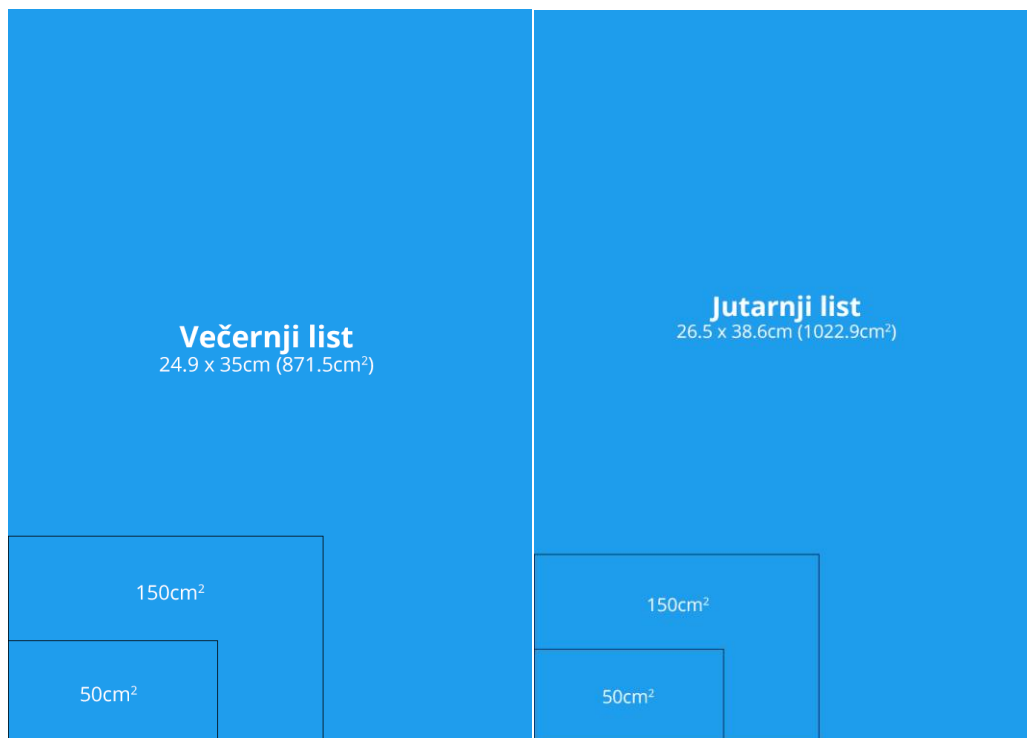 Večernji list
24.9 x 35cm (871.5cm²)
150cm²
50cm²
Jutarnji list
26.5 x 38.6cm (1022.9cm²)
150cm²
50cm²